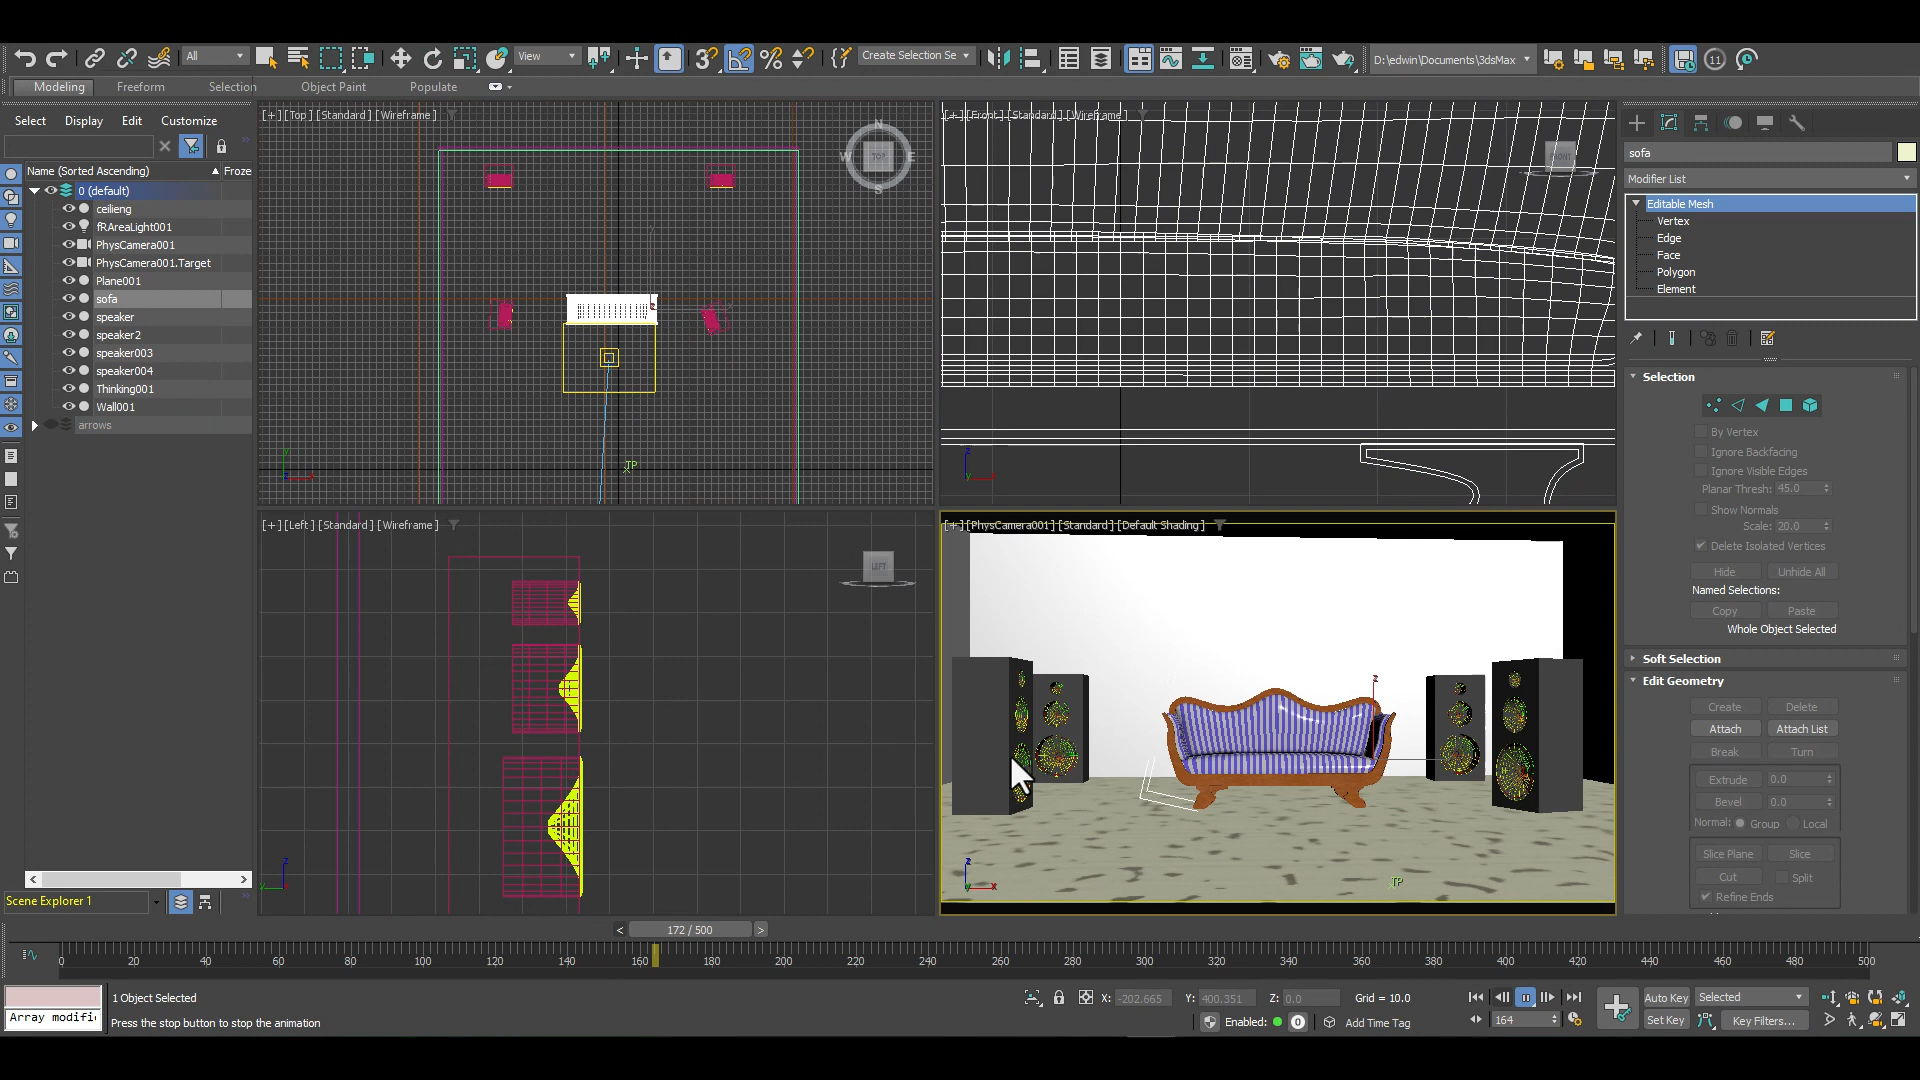 All
View
3
Create Selection Se
D:\edwin\Documents\3dsMax
11
Modeling
Freeform
Selection
Object Paint
Populate
Select
Display
Edit
Customize
Name (Sorted Ascending)
Froze
0 (default)
ceilieng
fRAreaLight001
PhysCamera001
PhysCamera001.Target
Plane001
sofa
speaker
speaker2
speaker003
speaker004
Thinking001
Wall001
arrows
Scene Explorer 1
[+] [Top] [Standard] [Wireframe]
N
W
TOP
E
S
TP
[+] [Front] [Standard] [Wireframe]
FRONT
[+] [Left] [Standard] [Wireframe]
LEFT
[+] [PhysCamera001] [Standard] [Default Shading]
TP
sofa
Modifier List
Editable Mesh
Vertex
Edge
Face
Polygon
Element
Selection
By Vertex
Ignore Backfacing
Ignore Visible Edges
Planar Thresh: 45.0
Show Normals
Scale: 20.0
Delete Isolated Vertices
Hide
Unhide All
Named Selections:
Copy
Paste
Whole Object Selected
Soft Selection
Edit Geometry
Create
Delete
Attach
Attach List
Break
Turn
Extrude
0.0
Bevel
0.0
Normal:
Group
Local
Slice Plane
Slice
Cut
Split
Refine Ends
<
172 / 500
>
0 20 40 60 80 100 120 140 160 180 200 220 240 260 280 300 320 340 360 380 400 420 440 460 480 500
1 Object Selected
Array modifi
Press the stop button to stop the animation
X: -202.665
Y: 400.351
Z: 0.0
Grid = 10.0
Enabled:
0
Add Time Tag
164
Auto Key
Selected
Set Key
Key Filters...